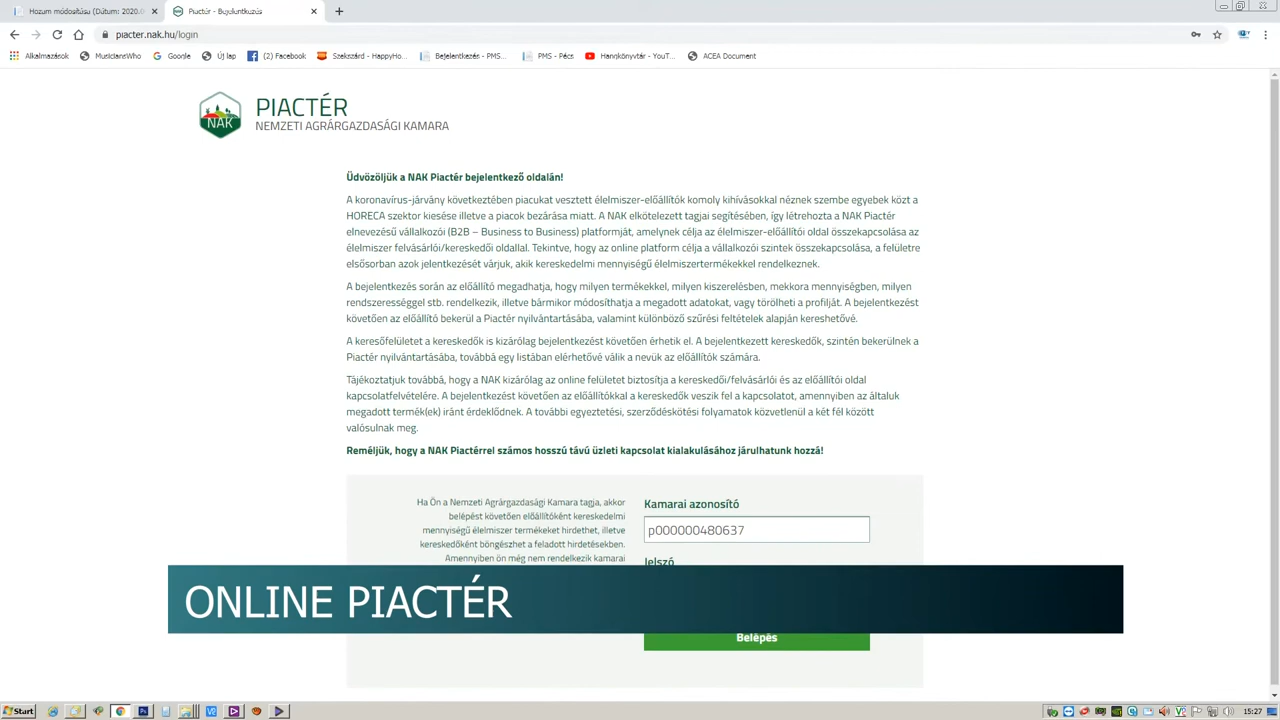 Hozum módosítása (Dátum: 2020.0
Piactér - Bejelentkezés
piacter.nak.hu/login
Alkalmazások
MusiciansWho
Google
Új lap
(2) Facebook
Szekszárd - HappyHo...
Bejelentkezés - PMS...
PMS - Pécs
Hangkönyvtár - YouT...
ACEA Document
NAK
PIACTÉR
NEMZETI AGRÁRGAZDASÁGI KAMARA
Üdvözöljük a NAK Piactér bejelentkező oldalán!
A koronavírus-járvány következtében piacukat vesztett élelmiszer-előállítók komoly kihívásokkal néznek szembe egyebek közt a
HORECA szektor kiesése illetve a piacok bezárása miatt. A NAK elkötelezett tagjai segítésében, így létrehozta a NAK Piactér
elnevezésű vállalkozói (B2B – Business to Business) platformját, amelynek célja az élelmiszer-előállítói oldal összekapcsolása az
élelmiszer felvásárlói/kereskedői oldallal. Tekintve, hogy az online platform célja a vállalkozói szintek összekapcsolása, a felületre
elsősorban azok jelentkezését várjuk, akik kereskedelmi mennyiségű élelmiszertermékekkel rendelkeznek.
A bejelentkezés során az előállító megadhatja, hogy milyen termékekkel, milyen kiszerelésben, mekkora mennyiségben, milyen
rendszerességgel stb. rendelkezik, illetve bármikor módosíthatja a megadott adatokat, vagy törölheti a profilját. A bejelentkezést
követően az előállító bekerül a Piactér nyilvántartásába, valamint különböző szűrési feltételek alapján kereshetővé.
A keresőfelületet a kereskedők is kizárólag bejelentkezést követően érhetik el. A bejelentkezett kereskedők, szintén bekerülnek a
Piactér nyilvántartásába, továbbá egy listában elérhetővé válik a nevük az előállítók számára.
Tájékoztatjuk továbbá, hogy a NAK kizárólag az online felületet biztosítja a kereskedői/felvásárlói és az előállítói oldal
kapcsolatfelvételére. A bejelentkezést követően az előállítókkal a kereskedők veszik fel a kapcsolatot, amennyiben az általuk
megadott termék(ek) iránt érdeklődnek. A további egyeztetési, szerződéskötési folyamatok közvetlenül a két fél között
valósulnak meg.
Reméljük, hogy a NAK Piactérrel számos hosszú távú üzleti kapcsolat kialakulásához járulhatunk hozzá!
Ha Ön a Nemzeti Agrárgazdasági Kamara tagja, akkor
belépést követően előállítóként kereskedelmi
mennyiségű élelmiszer termékeket hirdethet, illetve
kereskedőként böngészhet a feladott hirdetésekben.
Amennyiben ön még nem rendelkezik kamarai
Kamarai azonosító
p000000480637
Jelszó
ONLINE PIACTÉR
Belépés
Start
15:27